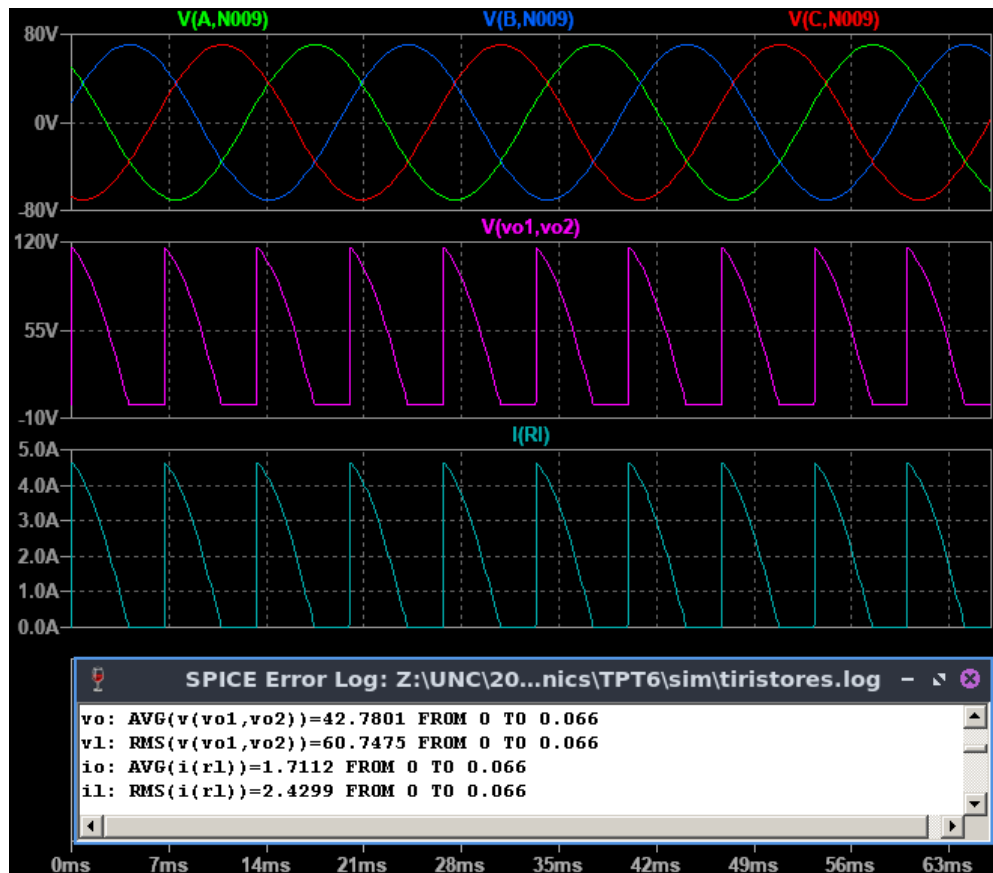 V(A,N009) V(B,N009) V(C,N009)
80V
0V
-80V
V(vo1,vo2)
120V
55V
-10V
I(Rl)
5.0A
4.0A
3.0A
2.0A
1.0A
0.0A
SPICE Error Log: Z:\UNC\20...nics\TPT6\sim\tiristores.log
vo: AVG(v(vo1,vo2))=42.7801 FROM 0 TO 0.066
vl: RMS(v(vo1,vo2))=60.7475 FROM 0 TO 0.066
io: AVG(i(rl))=1.7112 FROM 0 TO 0.066
il: RMS(i(rl))=2.4299 FROM 0 TO 0.066
0ms 7ms 14ms 21ms 28ms 35ms 42ms 49ms 56ms 63ms